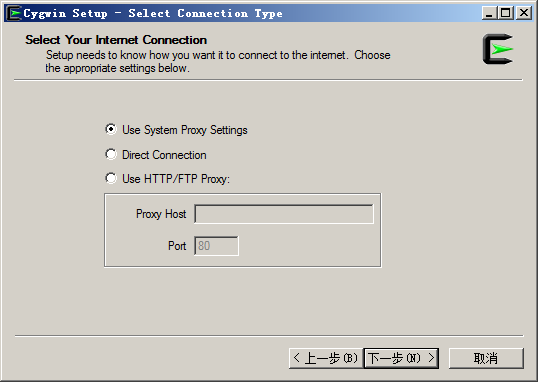 Cygwin Setup - Select Connection Type
Select Your Internet Connection
Setup needs to know how you want it to connect to the internet. Choose
the appropriate settings below.
Use System Proxy Settings
Direct Connection
Use HTTP/FTP Proxy:
Proxy Host
Port 80
< 上一步(B) 下一步(N) > 取消